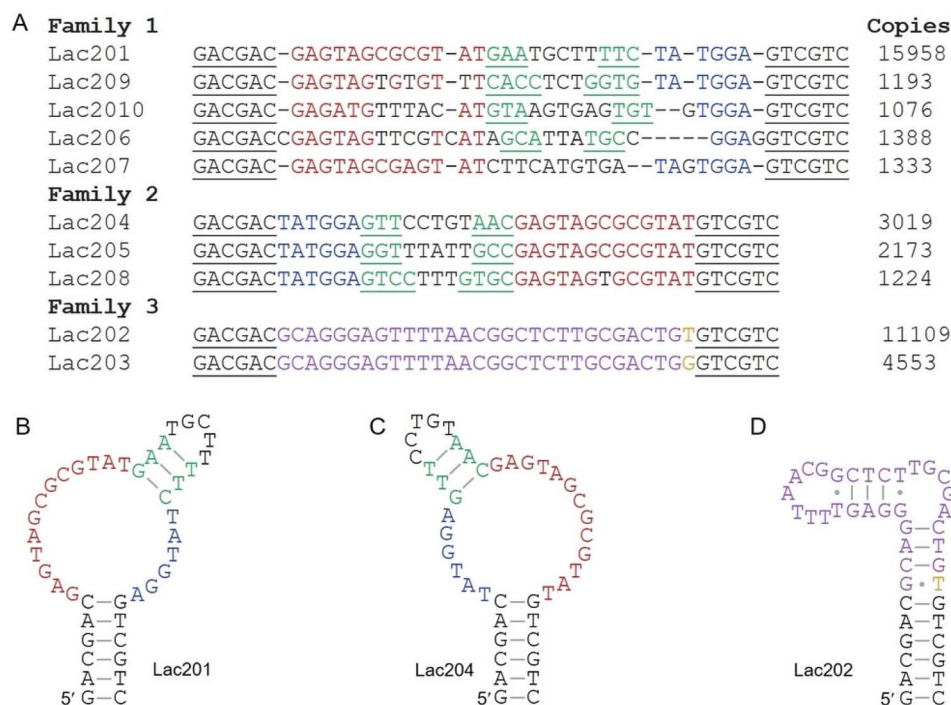 A Family 1 Copies
Lac201 GACGAC-GAGTAGCGCGT-ATGAATGCTTTTC-TA-TGGA-GTCGTC 15958
Lac209 GACGAC-GAGTAGTGTGT-TTCACCTCTGGTG-TA-TGGA-GTCGTC 1193
Lac2010 GACGAC-GAGATGTTTAC-ATGTAAGTGAGTGT--GTGGA-GTCGTC 1076
Lac206 GACGACCGAGTAGTTCGTCATAGCATTATGCC-----GGAGGTCGTC 1388
Lac207 GACGAC-GAGTAGCGAGT-ATCTTCATGTGA--TAGTGGA-GTCGTC 1333
Family 2
Lac204 GACGACTATGGAGTTCCTGTAACGAGTAGCGCGTATGTCGTC 3019
Lac205 GACGACTATGGAGGTTTATTGCCGAGTAGCGCGTATGTCGTC 2173
Lac208 GACGACTATGGAGTCCTTTGTGCGAGTAGTGCGTATGTCGTC 1224
Family 3
Lac202 GACGACGCAGGGAGTTTTAACGGCTCTTGCGACTGTGTCGTC 11109
Lac203 GACGACGCAGGGAGTTTTAACGGCTCTTGCGACTGGGTCGTC 4553
B
5′ GACGACGAGTAGCGCGTATGAATGCTTTTCTATGGAGTCGTC
Lac201
C
5′ GACGACTATGGAGTTCCTGTAACGAGTAGCGCGTATGTCGTC
Lac204
D
5′ GACGACGCAGGGAGTTTTAACGGCTCTTGCGACTGTGTCGTC
Lac202